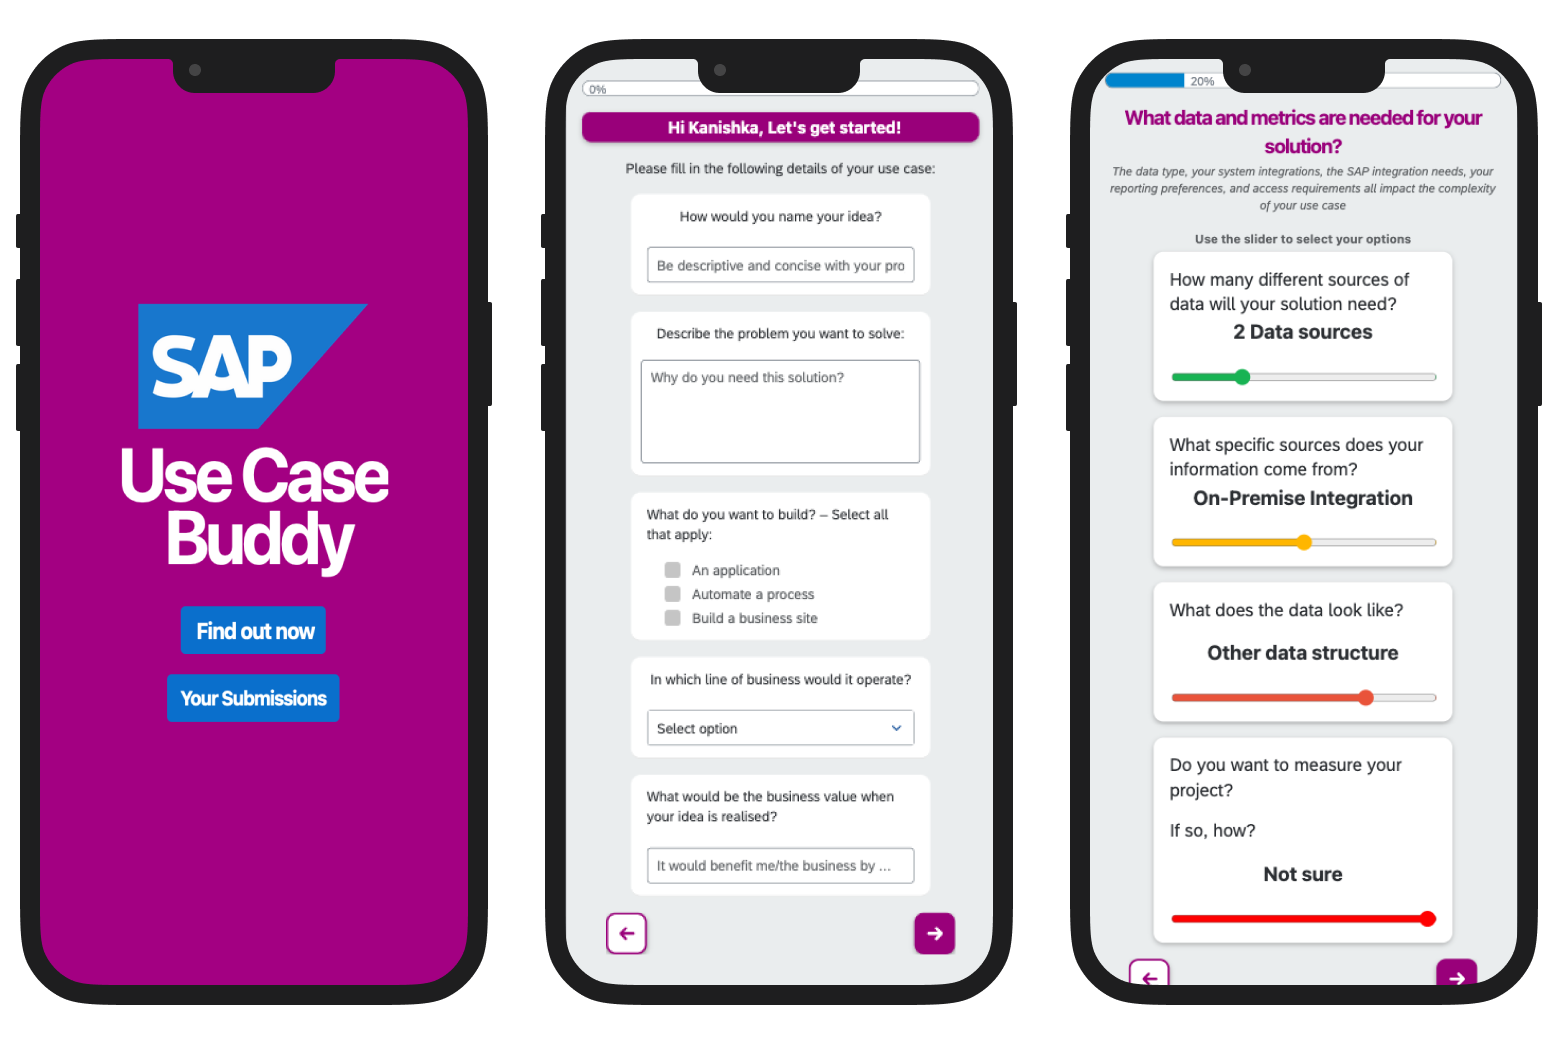 SAP
Use Case
Buddy
Find out now
Your Submissions
0%
Hi Kanishka, Let's get started!
Please fill in the following details of your use case:
How would you name your idea?
Be descriptive and concise with your pro
Describe the problem you want to solve:
Why do you need this solution?
What do you want to build? – Select all
that apply:
An application
Automate a process
Build a business site
In which line of business would it operate?
Select option
What would be the business value when
your idea is realised?
It would benefit me/the business by ...
20%
What data and metrics are needed for your
solution?
The data type, your system integrations, the SAP integration needs, your
reporting preferences, and access requirements all impact the complexity
of your use case
Use the slider to select your options
How many different sources of
data will your solution need?
2 Data sources
What specific sources does your
information come from?
On-Premise Integration
What does the data look like?
Other data structure
Do you want to measure your
project?
If so, how?
Not sure